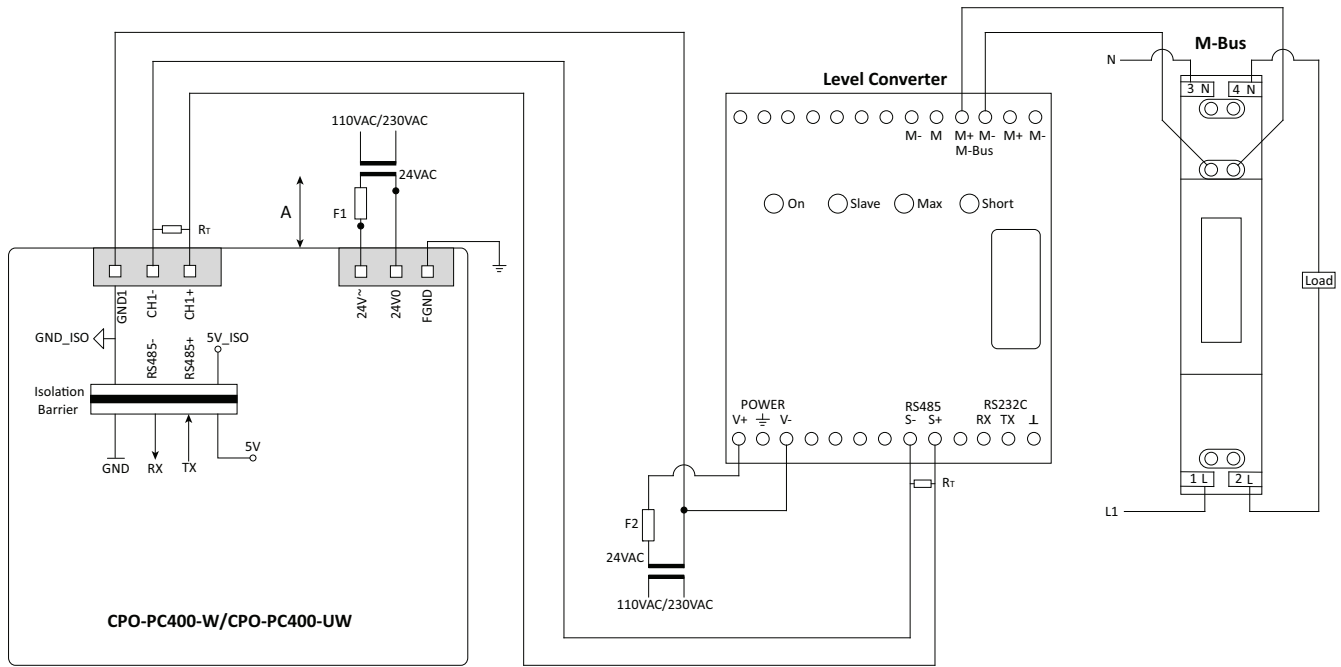 M-Bus
N
3 N
4 N
Level Converter
M- M M+ M- M+ M-
M-Bus
On Slave Max Short
110VAC/230VAC
24VAC
A
F1
RT
GND1
CH1-
CH1+
24V~
24V0
FGND
GND_ISO
RS485-
RS485+
5V_ISO
Isolation
Barrier
GND
RX
TX
5V
Load
POWER
V+ V-
RS485
S- S+
RS232C
RX TX
RT
1 L
2 L
L1
F2
24VAC
110VAC/230VAC
CPO-PC400-W/CPO-PC400-UW